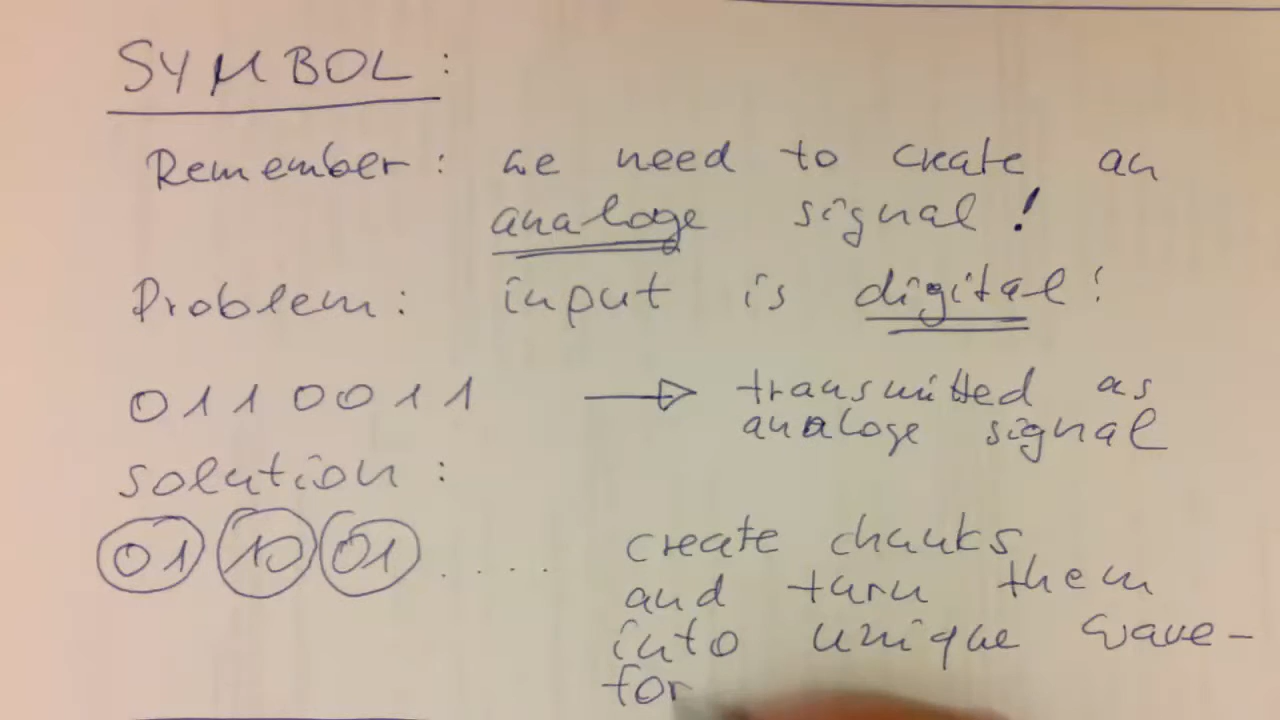 SYMBOL:
Remember: we need to create an
analoge signal!
Problem: input is digital!
0110011 → transmitted as
analoge signal
solution:
01 10 01 .....
create chunks
and turn them
into unique wave-
for